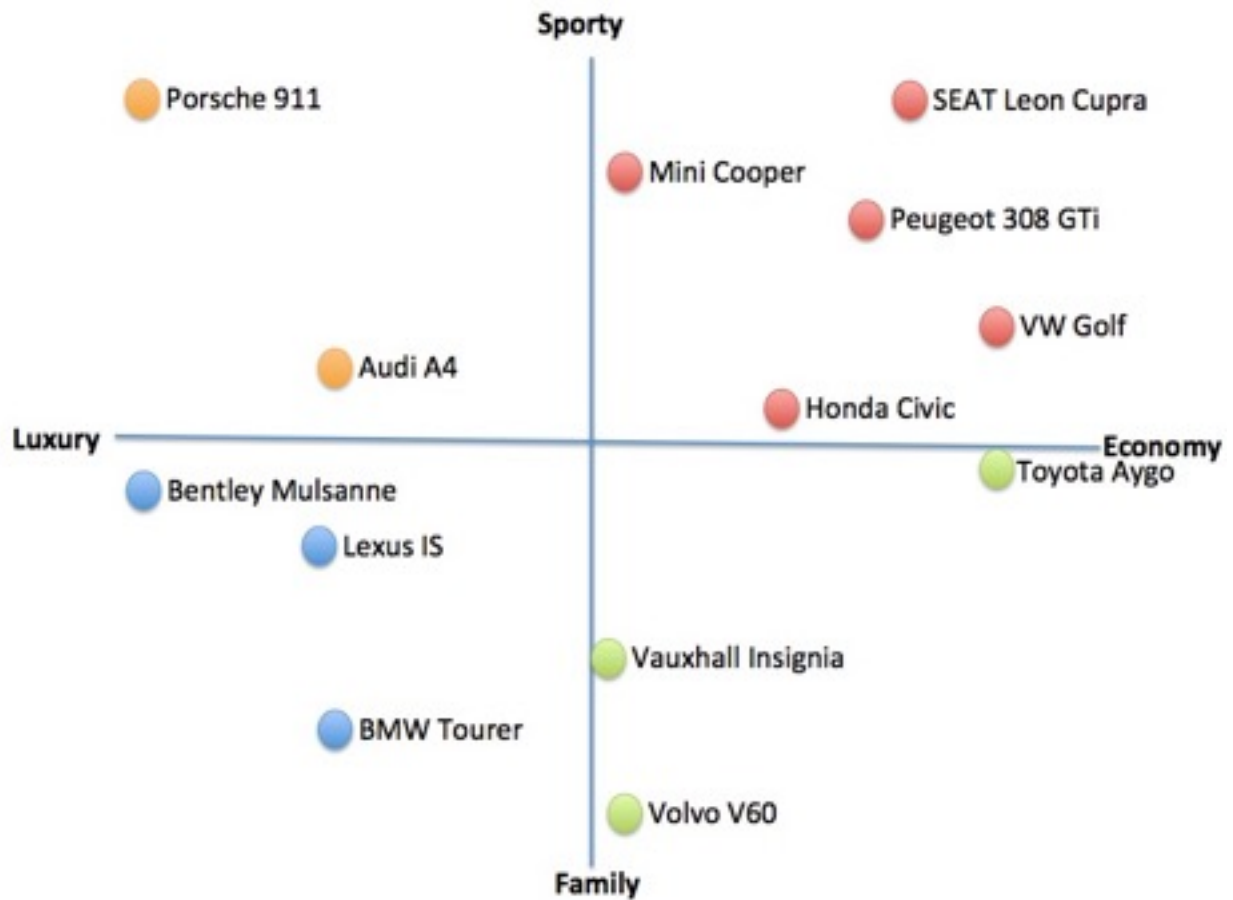 Sporty
Porsche 911
SEAT Leon Cupra
Mini Cooper
Peugeot 308 GTi
VW Golf
Audi A4
Honda Civic
Luxury
Economy
Toyota Aygo
Bentley Mulsanne
Lexus IS
Vauxhall Insignia
BMW Tourer
Volvo V60
Family